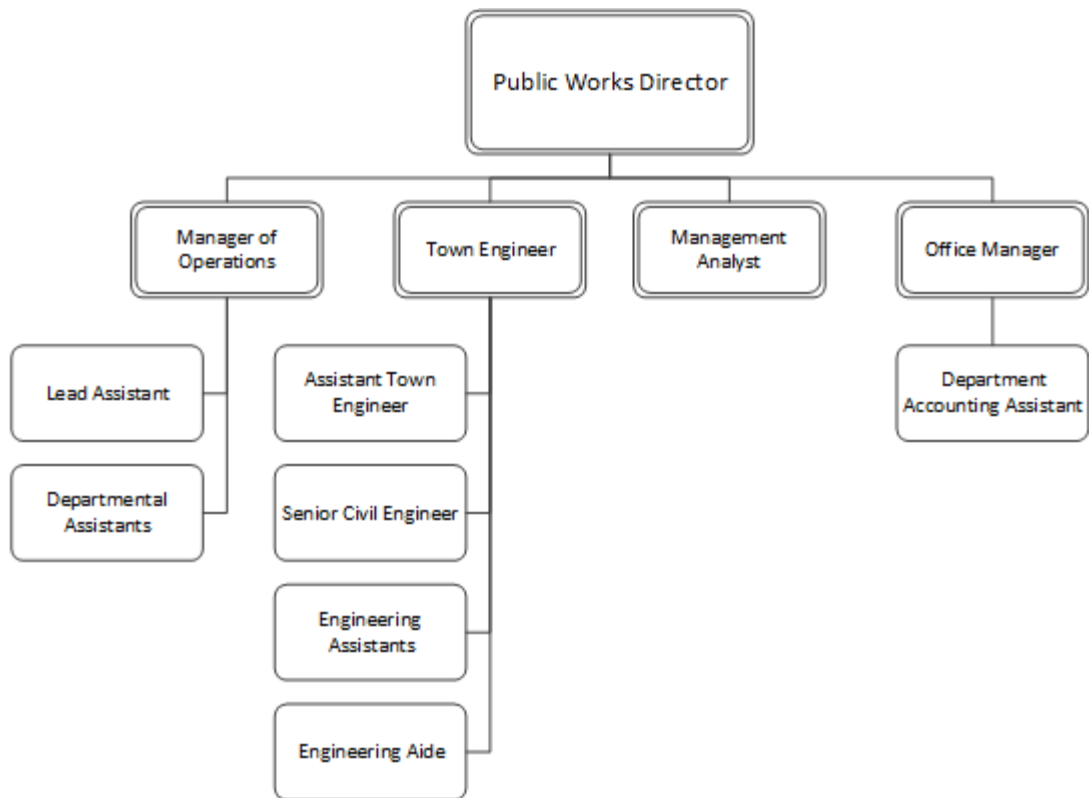 Public Works Director
Manager of
Operations
Town Engineer
Management
Analyst
Office Manager
Lead Assistant
Departmental
Assistants
Assistant Town
Engineer
Senior Civil Engineer
Engineering
Assistants
Engineering Aide
Department
Accounting Assistant